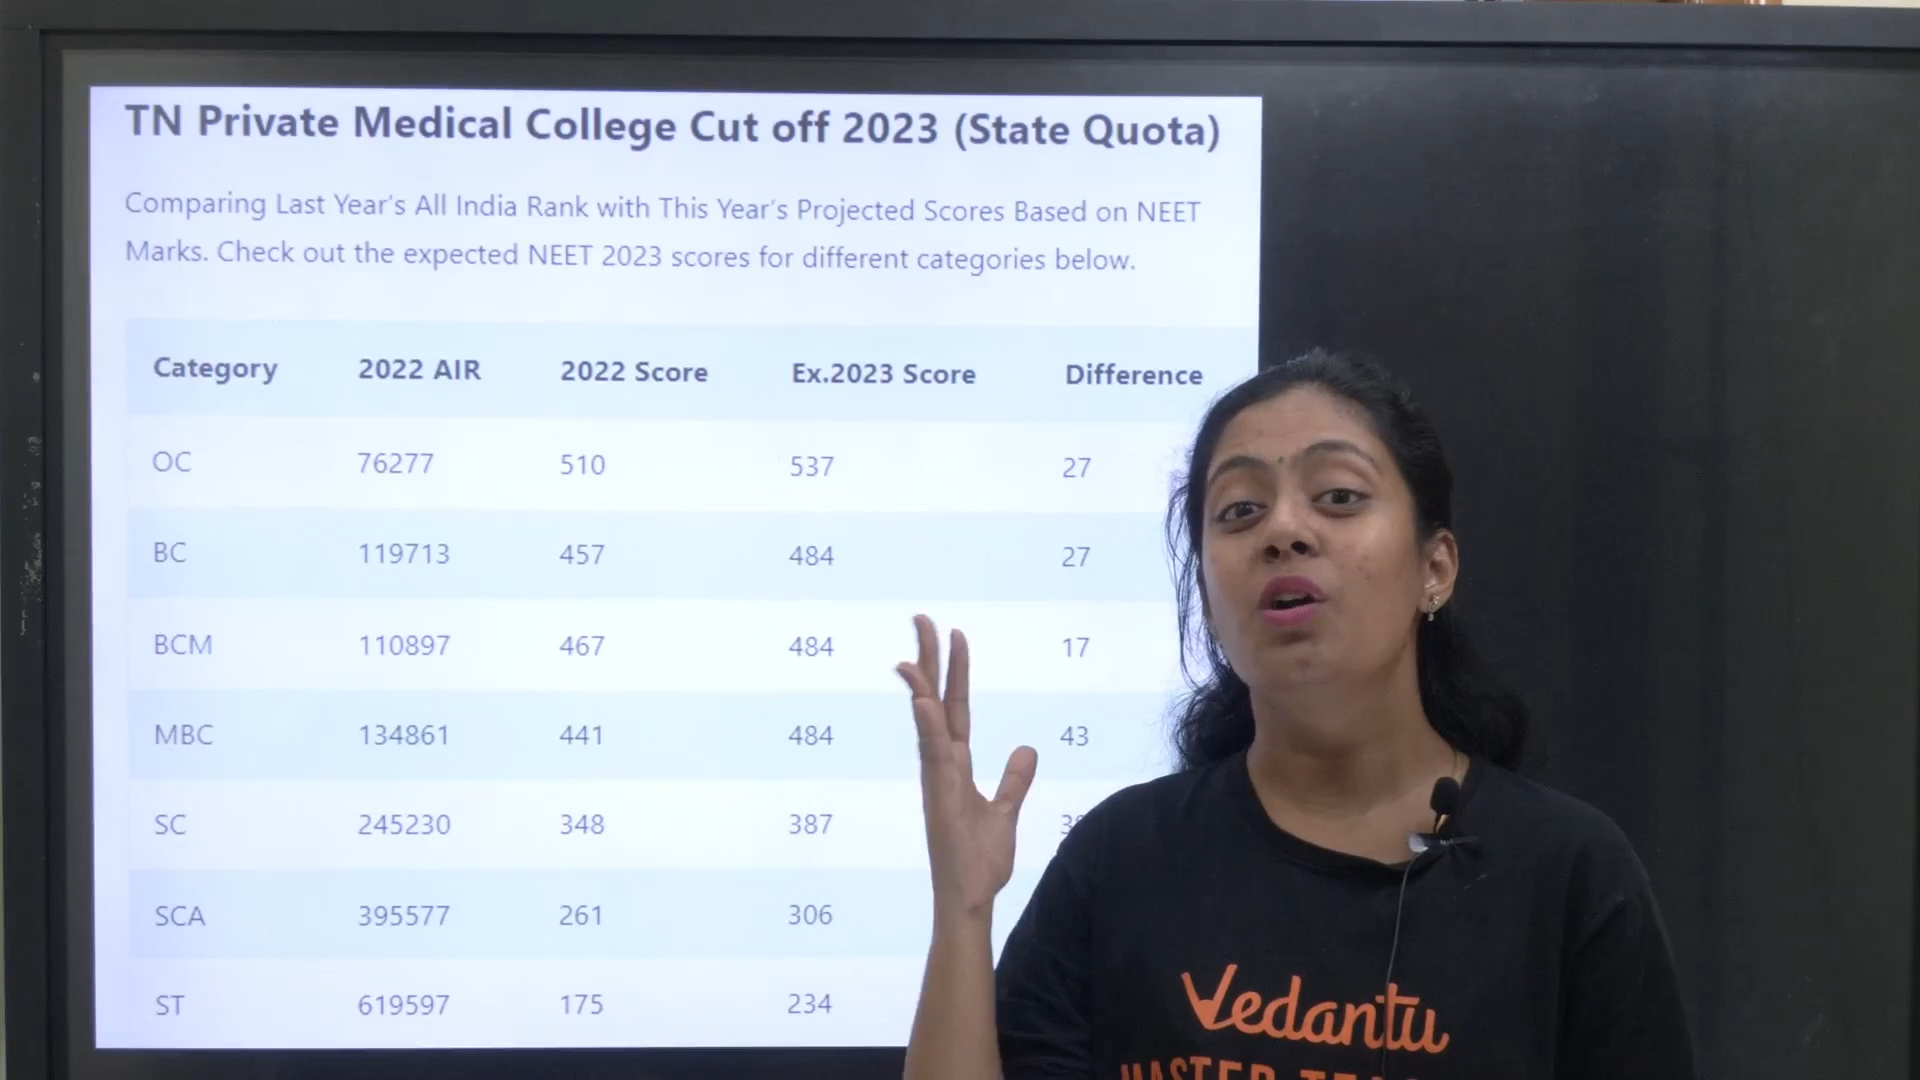 TN Private Medical College Cut off 2023 (State Quota)
Comparing Last Year's All India Rank with This Year's Projected Scores Based on NEET
Marks. Check out the expected NEET 2023 scores for different categories below.
Category 2022 AIR 2022 Score Ex.2023 Score Difference
OC 76277 510 537 27
BC 119713 457 484 27
BCM 110897 467 484 17
MBC 134861 441 484 43
SC 245230 348 387
SCA 395577 261 306
ST 619597 175 234
Vedantu
MASTER